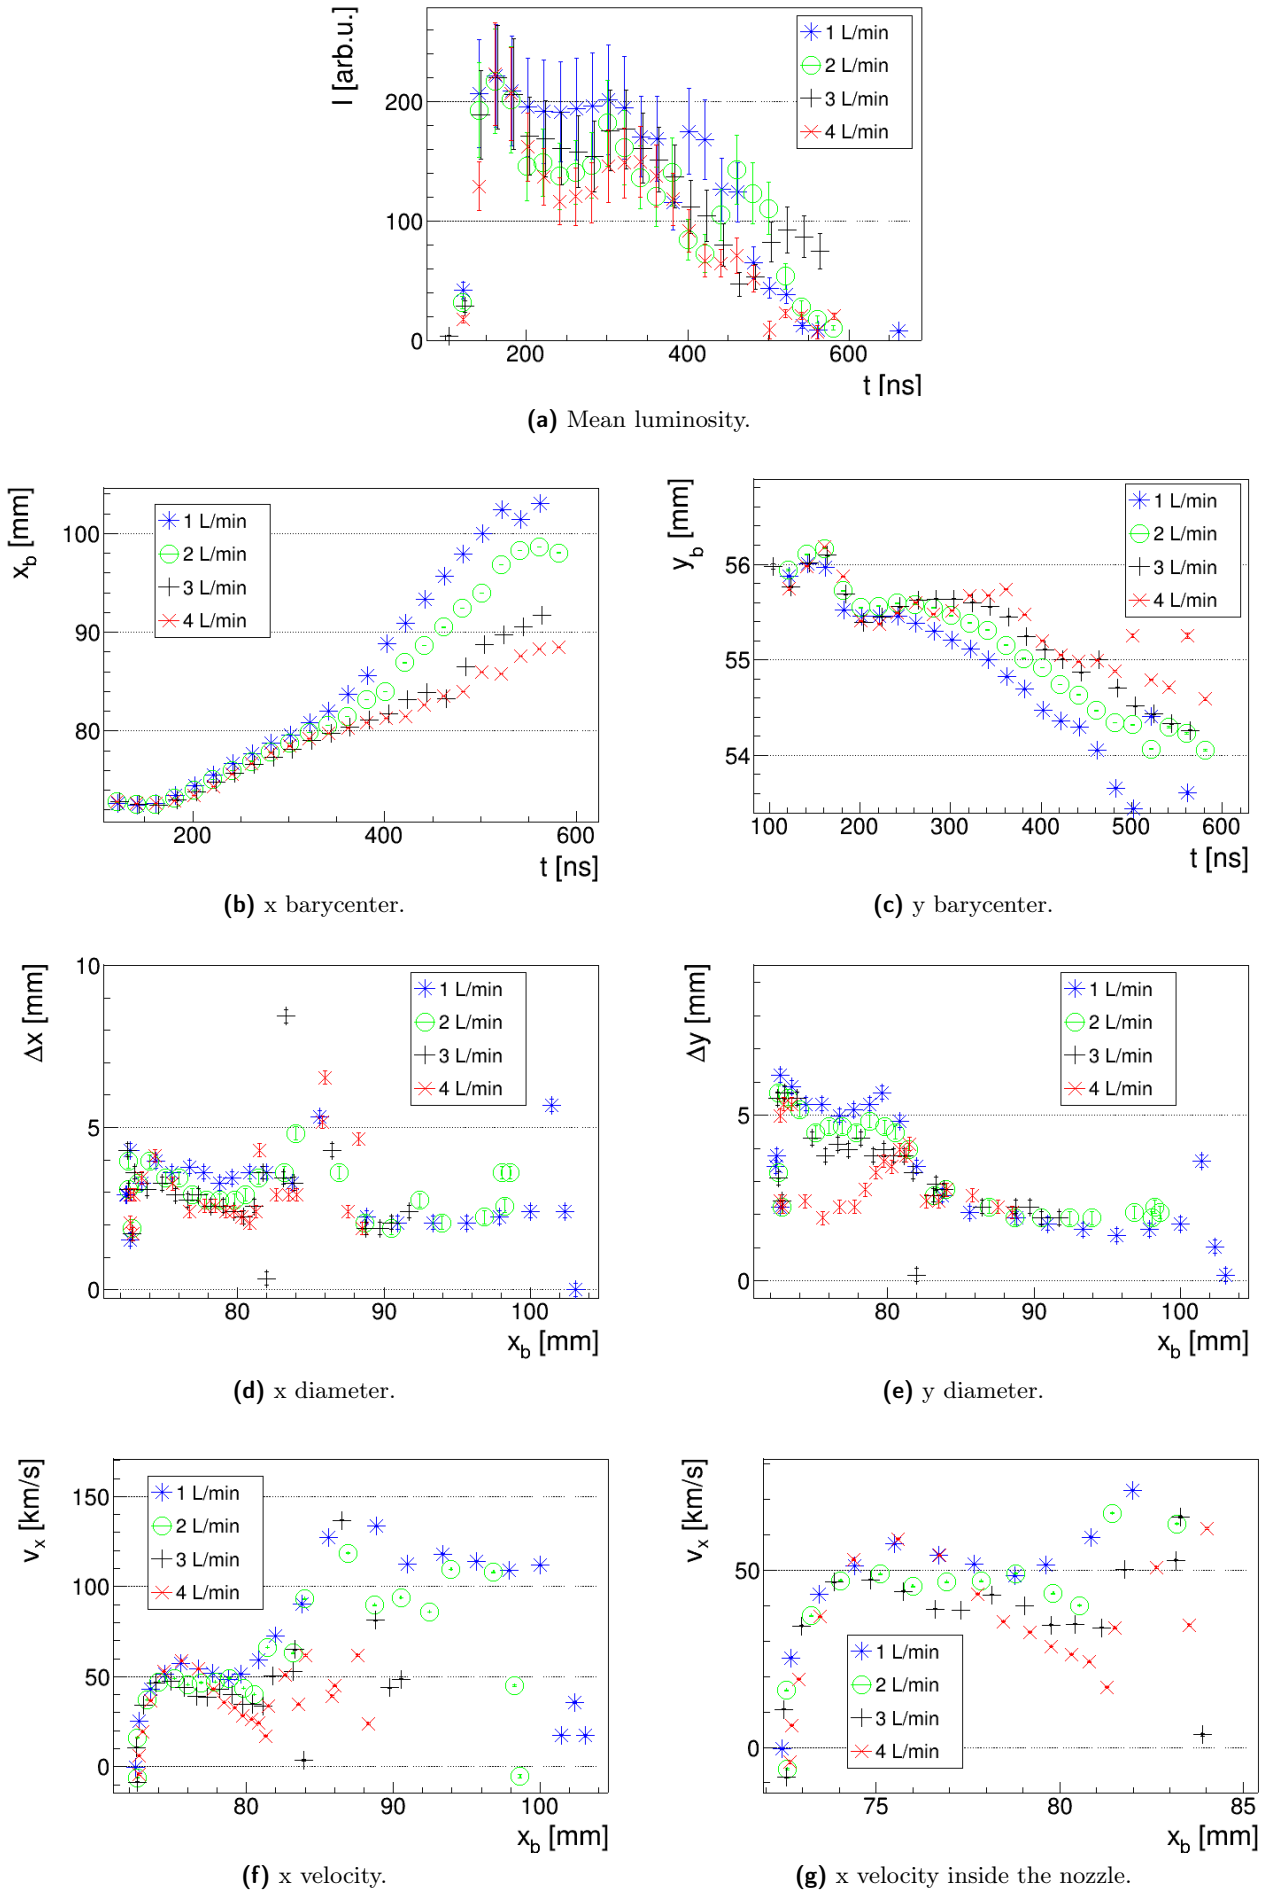 I [arb.u.]
1 L/min
2 L/min
3 L/min
4 L/min
200
100
0
200 400 600
t [ns]
(a) Mean luminosity.
x_b [mm]
1 L/min
2 L/min
3 L/min
4 L/min
100
90
80
200 400 600
t [ns]
(b) x barycenter.
y_b [mm]
1 L/min
2 L/min
3 L/min
4 L/min
56
55
54
100 200 300 400 500 600
t [ns]
(c) y barycenter.
Δx [mm]
1 L/min
2 L/min
3 L/min
4 L/min
10
5
0
80 90 100
x_b [mm]
(d) x diameter.
Δy [mm]
1 L/min
2 L/min
3 L/min
4 L/min
5
0
80 90 100
x_b [mm]
(e) y diameter.
v_x [km/s]
1 L/min
2 L/min
3 L/min
4 L/min
150
100
50
0
80 90 100
x_b [mm]
(f) x velocity.
v_x [km/s]
50
0
1 L/min
2 L/min
3 L/min
4 L/min
75 80 85
x_b [mm]
(g) x velocity inside the nozzle.